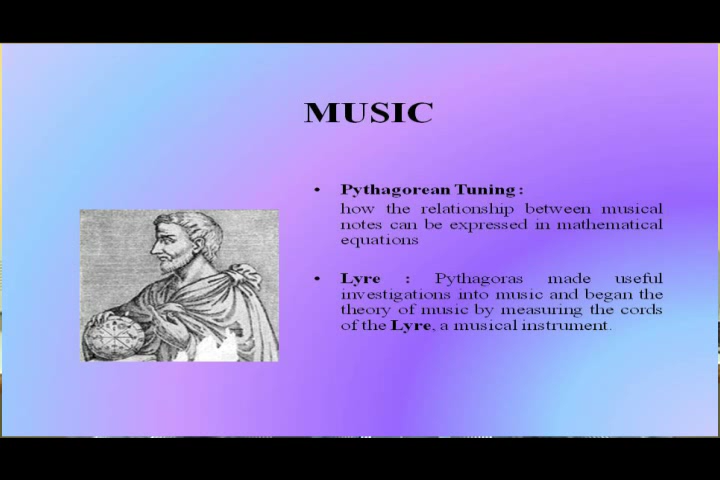 MUSIC
• Pythagorean Tuning :
how the relationship between musical
notes can be expressed in mathematical
equations
• Lyre : Pythagoras made useful
investigations into music and began the
theory of music by measuring the cords
of the Lyre, a musical instrument.